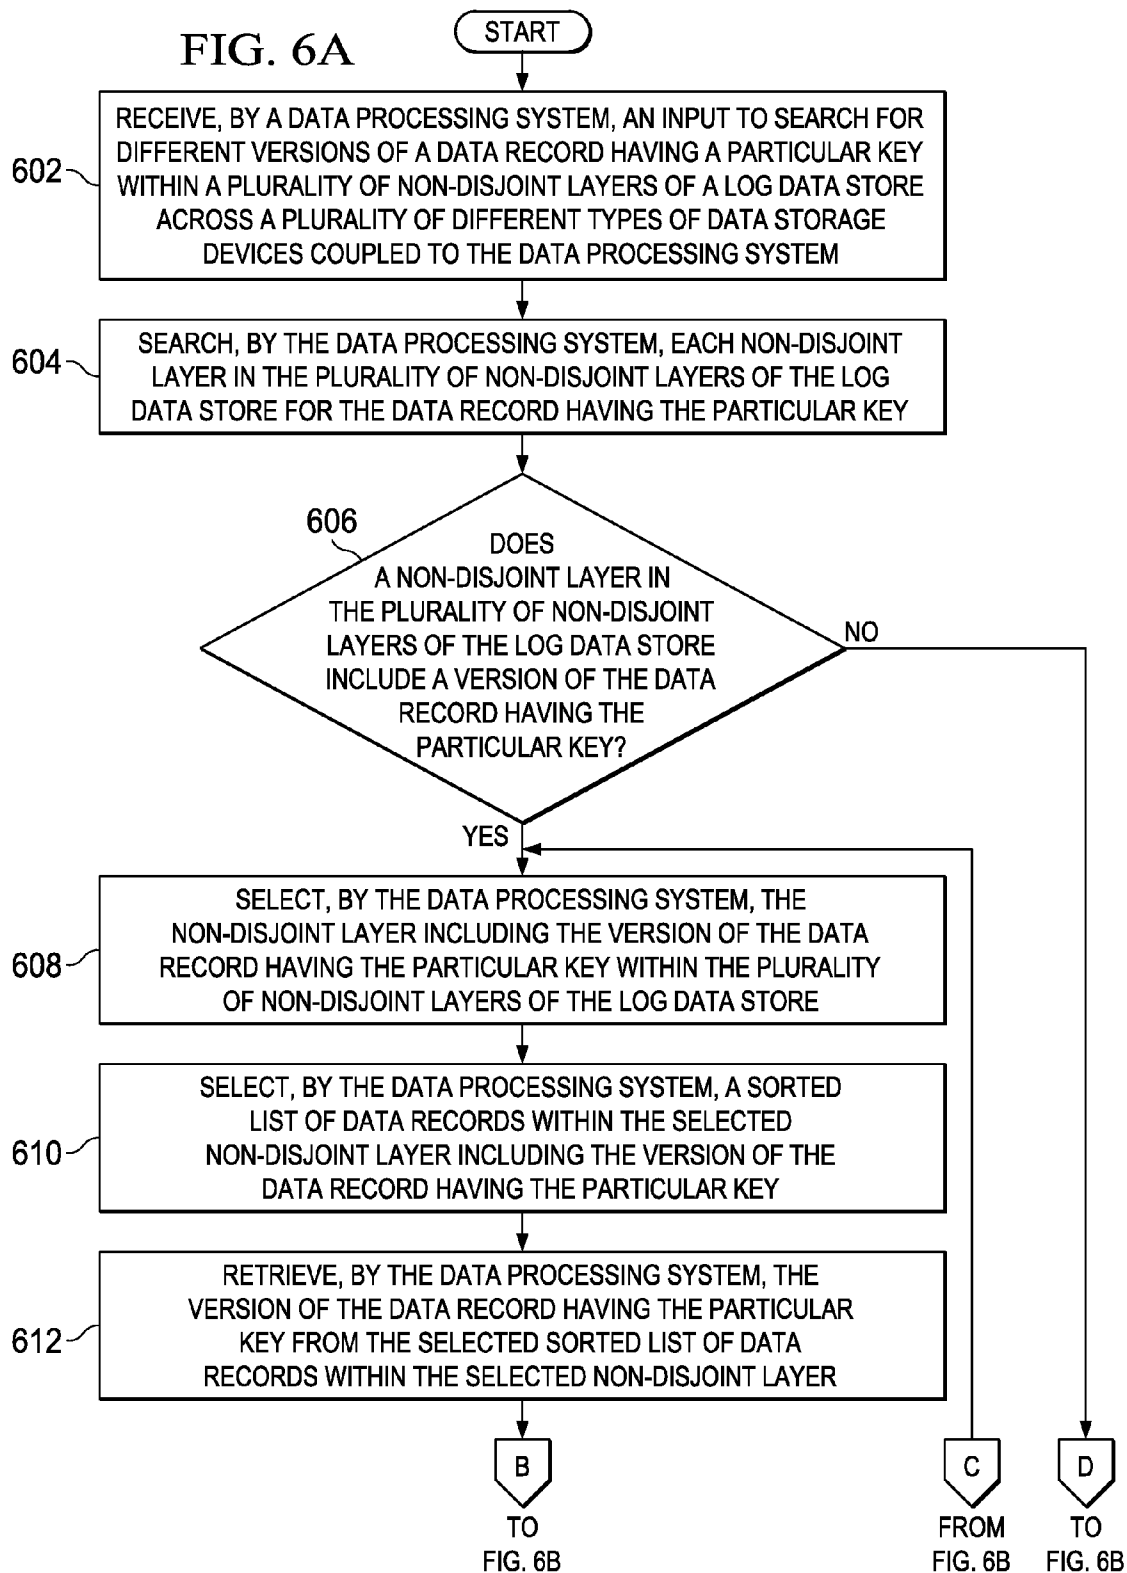 FIG. 6A
START
RECEIVE, BY A DATA PROCESSING SYSTEM, AN INPUT TO SEARCH FOR
DIFFERENT VERSIONS OF A DATA RECORD HAVING A PARTICULAR KEY
WITHIN A PLURALITY OF NON-DISJOINT LAYERS OF A LOG DATA STORE
ACROSS A PLURALITY OF DIFFERENT TYPES OF DATA STORAGE
DEVICES COUPLED TO THE DATA PROCESSING SYSTEM
602
SEARCH, BY THE DATA PROCESSING SYSTEM, EACH NON-DISJOINT
LAYER IN THE PLURALITY OF NON-DISJOINT LAYERS OF THE LOG
DATA STORE FOR THE DATA RECORD HAVING THE PARTICULAR KEY
604
606
DOES
A NON-DISJOINT LAYER IN
THE PLURALITY OF NON-DISJOINT
LAYERS OF THE LOG DATA STORE
INCLUDE A VERSION OF THE DATA
RECORD HAVING THE
PARTICULAR KEY?
NO
YES
SELECT, BY THE DATA PROCESSING SYSTEM, THE
NON-DISJOINT LAYER INCLUDING THE VERSION OF THE DATA
RECORD HAVING THE PARTICULAR KEY WITHIN THE PLURALITY
OF NON-DISJOINT LAYERS OF THE LOG DATA STORE
608
SELECT, BY THE DATA PROCESSING SYSTEM, A SORTED
LIST OF DATA RECORDS WITHIN THE SELECTED
NON-DISJOINT LAYER INCLUDING THE VERSION OF THE
DATA RECORD HAVING THE PARTICULAR KEY
610
RETRIEVE, BY THE DATA PROCESSING SYSTEM, THE
VERSION OF THE DATA RECORD HAVING THE PARTICULAR
KEY FROM THE SELECTED SORTED LIST OF DATA
RECORDS WITHIN THE SELECTED NON-DISJOINT LAYER
612
B
TO
FIG. 6B
C
FROM
FIG. 6B
D
TO
FIG. 6B